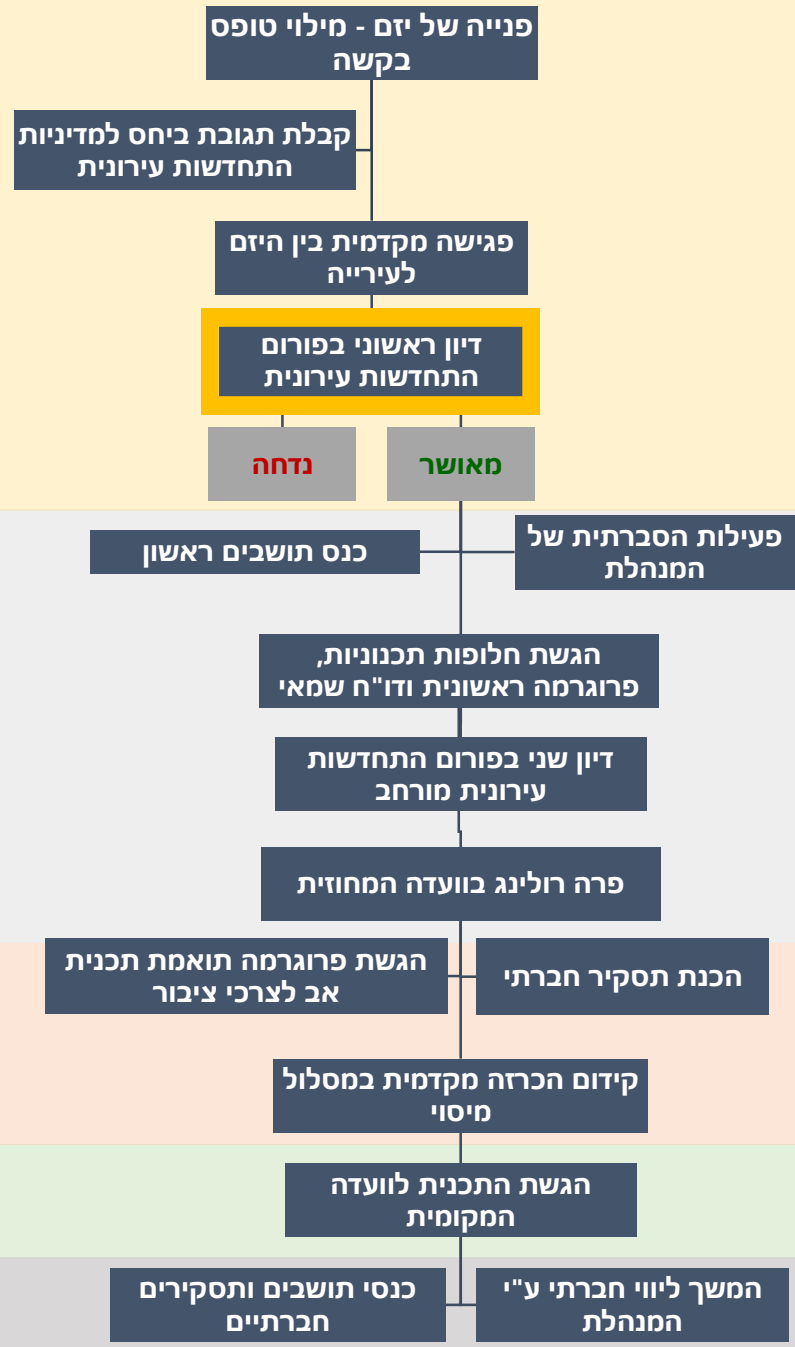 פנייה של יזם - מילוי טופס
בקשה
קבלת תגובת ביחס למדיניות
התחדשות עירונית
פגישה מקדמית בין היזם
לעירייה
דיון ראשוני בפורום
התחדשות עירונית
מאושר
נדחה
פעילות הסברתית של
המנהלת
כנס תושבים ראשון
הגשת חלופות תכנוניות,
פרוגרמה ראשונית ודו"ח שמאי
דיון שני בפורום התחדשות
עירונית מורחב
פרה רולינג בוועדה המחוזית
הכנת תסקיר חברתי
הגשת פרוגרמה תואמת תכנית
אב לצרכי ציבור
קידום הכרזה מקדמית במסלול
מיסוי
הגשת התכנית לוועדה
המקומית
המשך ליווי חברתי ע"י
המנהלת
כנסי תושבים ותסקירים
חברתיים